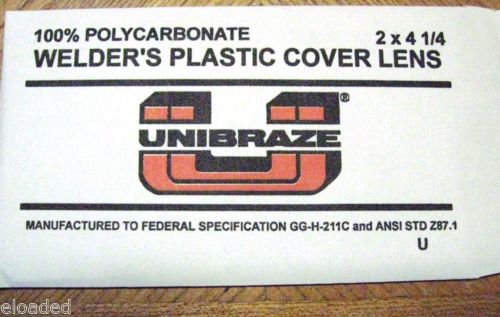 100% POLYCARBONATE 2 x 4 1/4
WELDER'S PLASTIC COVER LENS
UNIBRAZE ®
MANUFACTURED TO FEDERAL SPECIFICATION GG-H-211C and ANSI STD Z87.1
U
eloaded